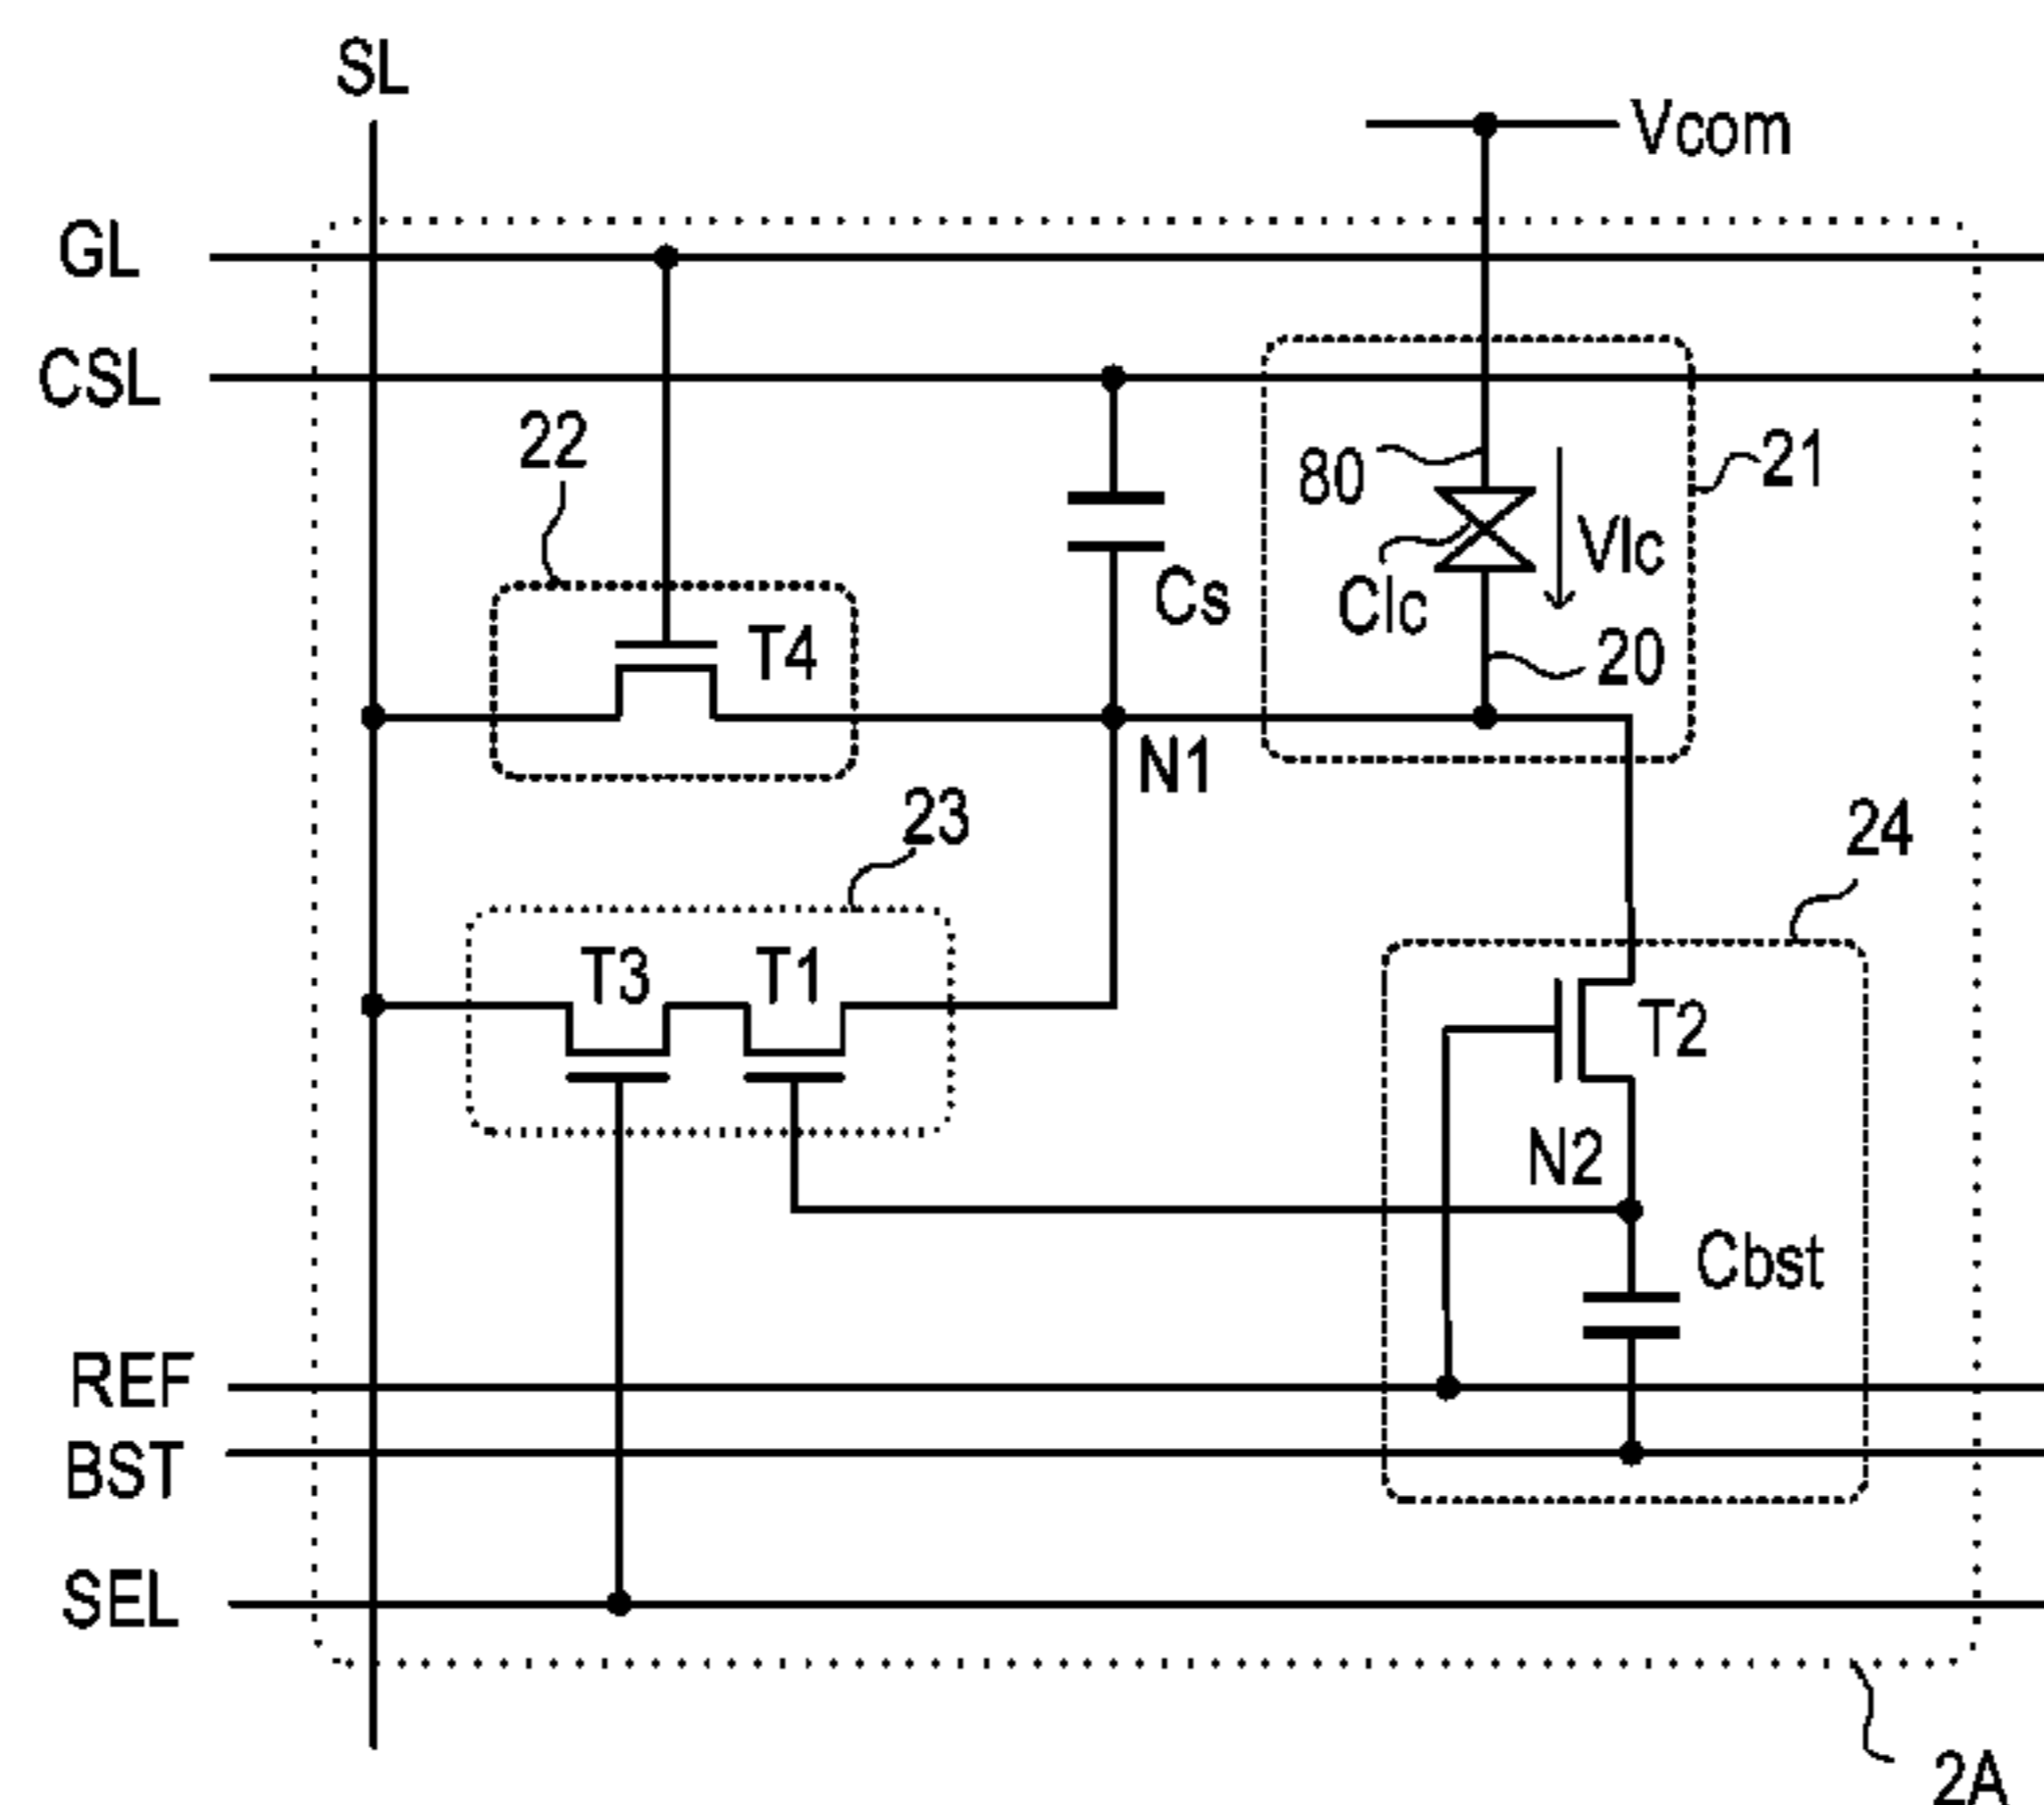 SL
Vcom
GL
CSL
22
80
21
Vlc
Clc
Cs
20
T4
N1
23
24
T3
T1
T2
N2
Cbst
REF
BST
SEL
2A